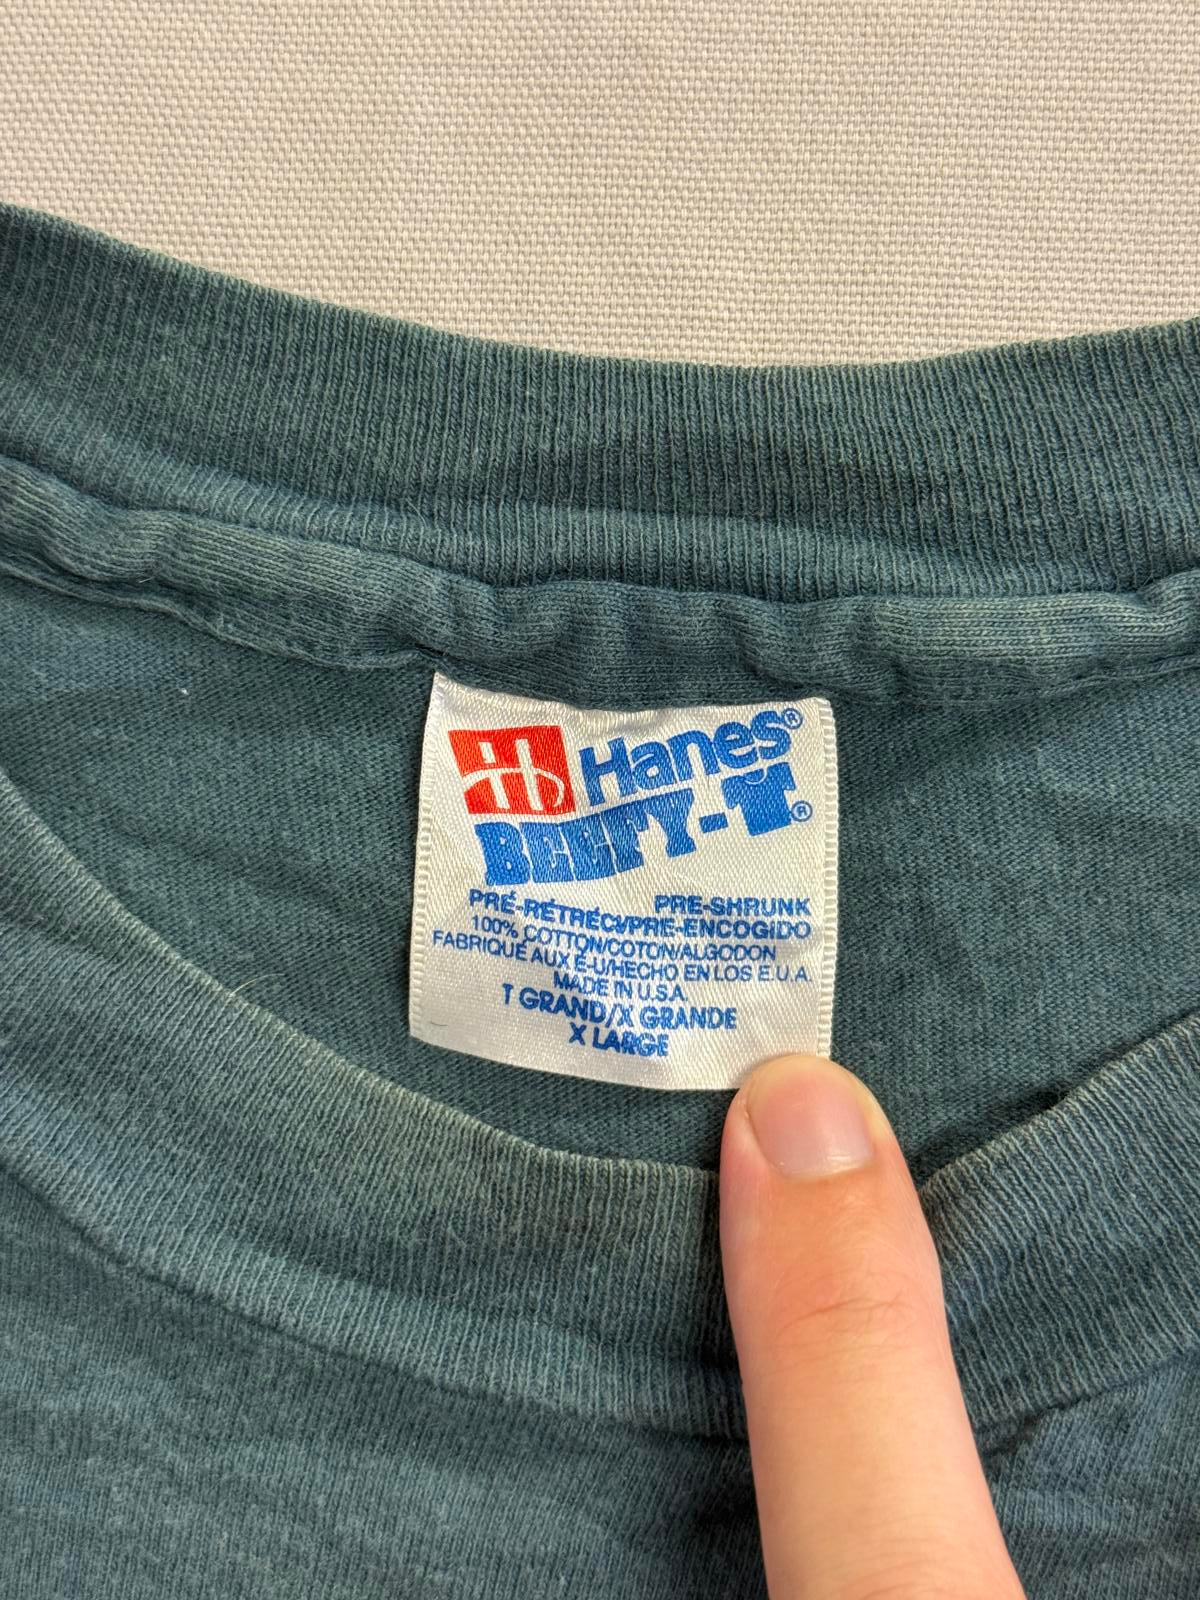 Hanes®
BEEFY-T®
PRÉ-RÉTRÉCI/PRE-SHRUNK
PRE-ENCOGIDO
100% COTTON/COTON/ALGODON
FABRIQUÉ AUX É-U/HECHO EN LOS E.U.A.
MADE IN U.S.A.
T GRAND/X GRANDE
X LARGE